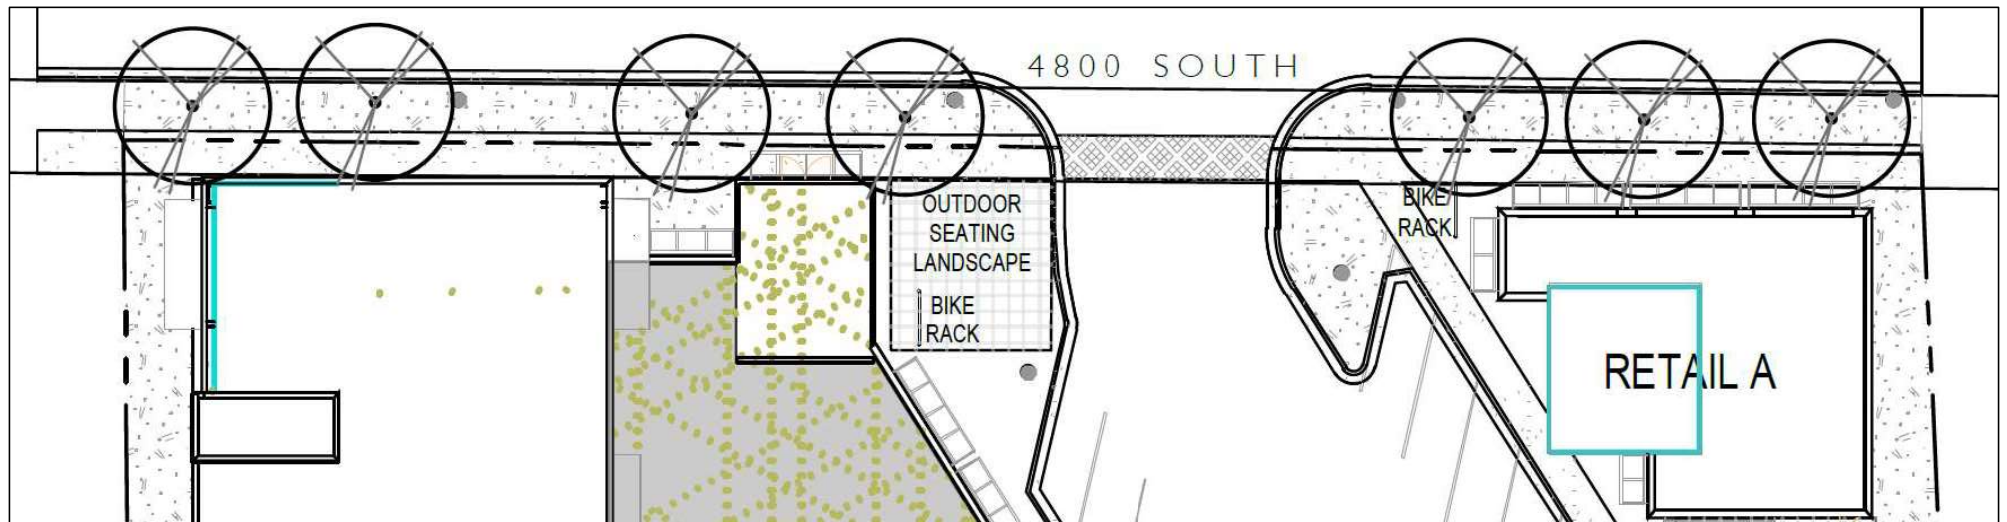 4800 SOUTH
OUTDOOR
SEATING
LANDSCAPE
BIKE
RACK
BIKE
RACK
RETAIL A